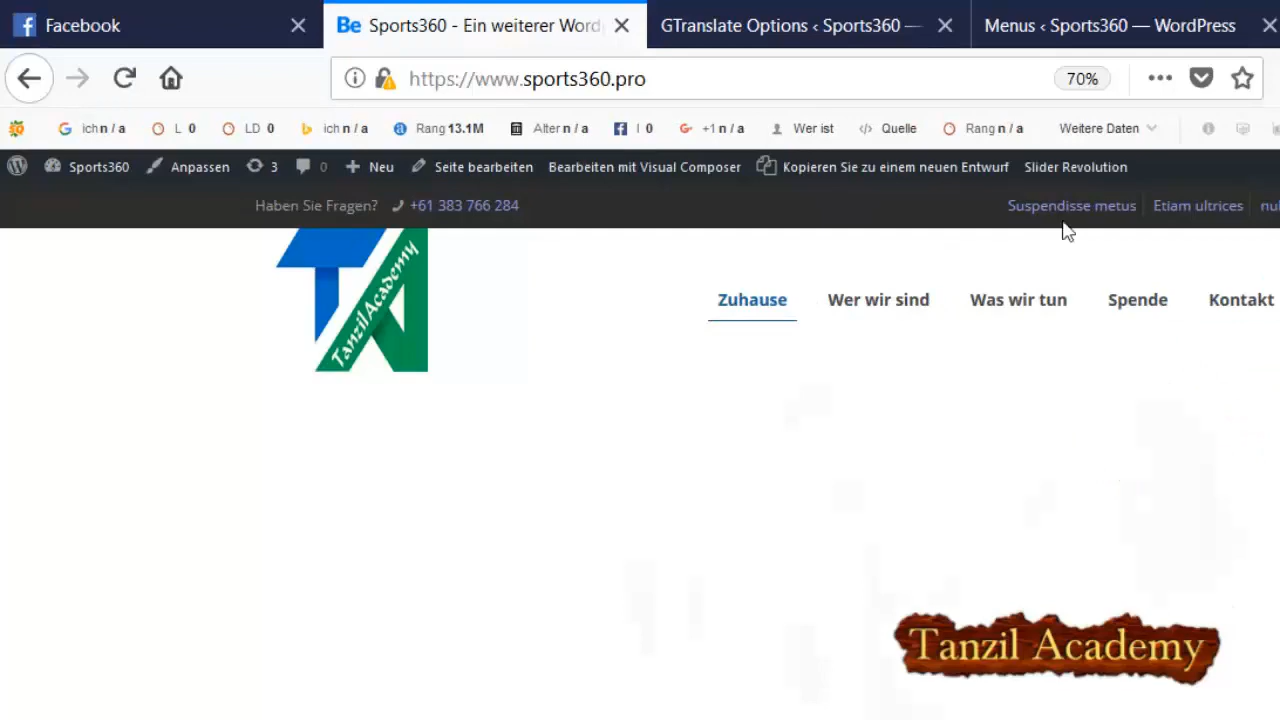 Facebook
Sports360 - Ein weiterer Word
GTranslate Options ‹ Sports360 —
Menus ‹ Sports360 — WordPress
https://www.sports360.pro
70%
ich n / a
L 0
LD 0
ich n / a
Rang 13.1M
Alter n / a
l 0
+1 n / a
Wer ist
Quelle
Rang n / a
Weitere Daten
Sports360
Anpassen
3
0
Neu
Seite bearbeiten
Bearbeiten mit Visual Composer
Kopieren Sie zu einem neuen Entwurf
Slider Revolution
Haben Sie Fragen?
+61 383 766 284
Suspendisse metus
Etiam ultrices
nul
TanzilAcademy
Zuhause
Wer wir sind
Was wir tun
Spende
Kontakt
Tanzil Academy